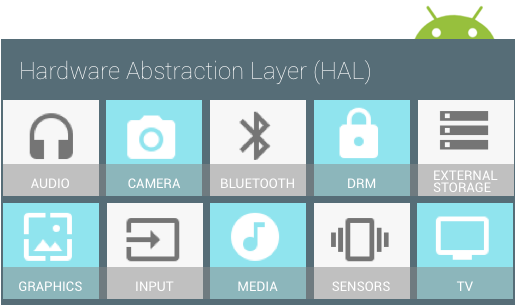 Hardware Abstraction Layer (HAL)
AUDIO
CAMERA
BLUETOOTH
DRM
EXTERNAL
STORAGE
GRAPHICS
INPUT
MEDIA
SENSORS
TV